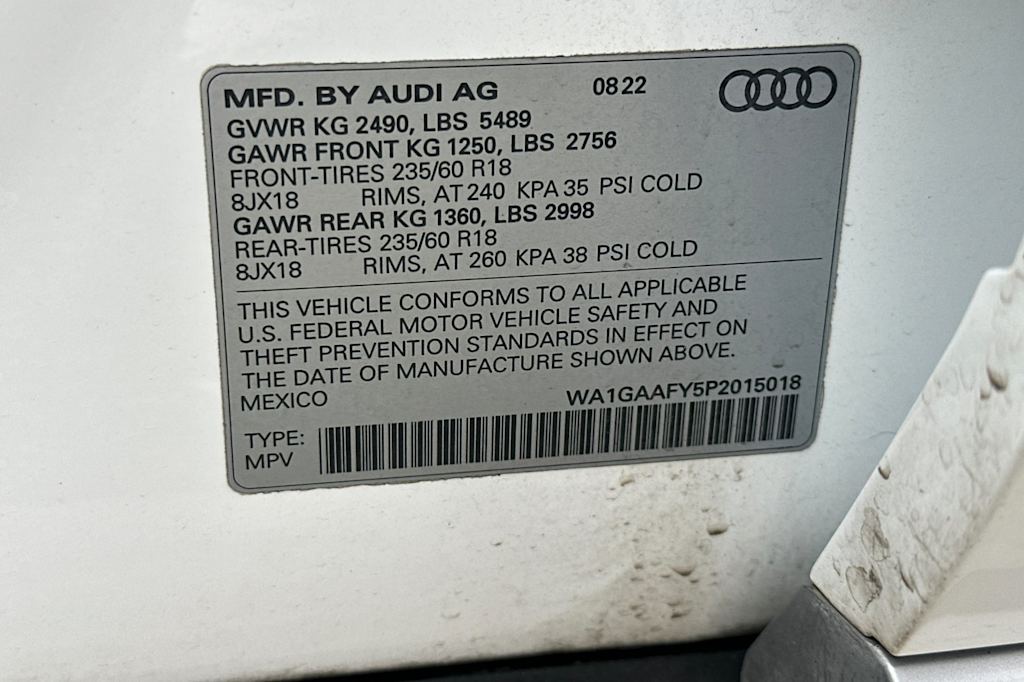 MFD. BY AUDI AG 08 22
GVWR KG 2490, LBS 5489
GAWR FRONT KG 1250, LBS 2756
FRONT-TIRES 235/60 R18
8JX18 RIMS, AT 240 KPA 35 PSI COLD
GAWR REAR KG 1360, LBS 2998
REAR-TIRES 235/60 R18
8JX18 RIMS, AT 260 KPA 38 PSI COLD
THIS VEHICLE CONFORMS TO ALL APPLICABLE
U.S. FEDERAL MOTOR VEHICLE SAFETY AND
THEFT PREVENTION STANDARDS IN EFFECT ON
THE DATE OF MANUFACTURE SHOWN ABOVE.
MEXICO WA1GAAFY5P2015018
TYPE:
MPV